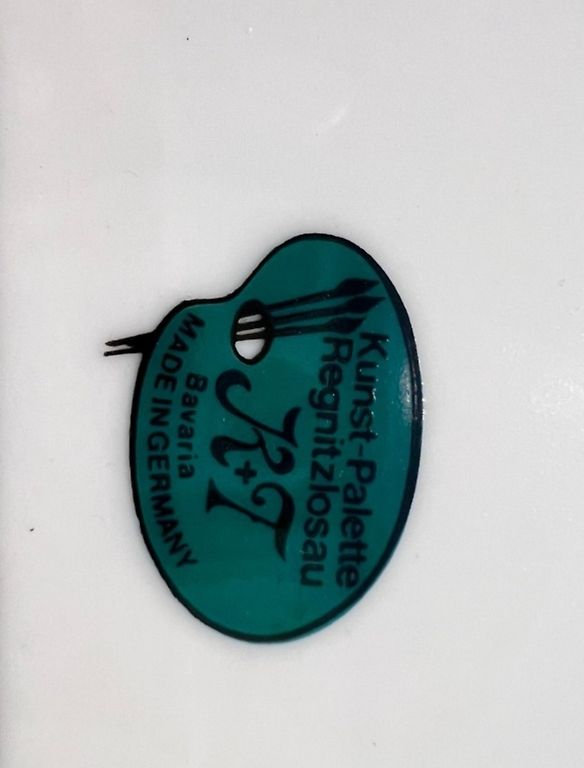 Kunst-Palette
Regnitzlosau
K+T
Bavaria
MADE IN GERMANY